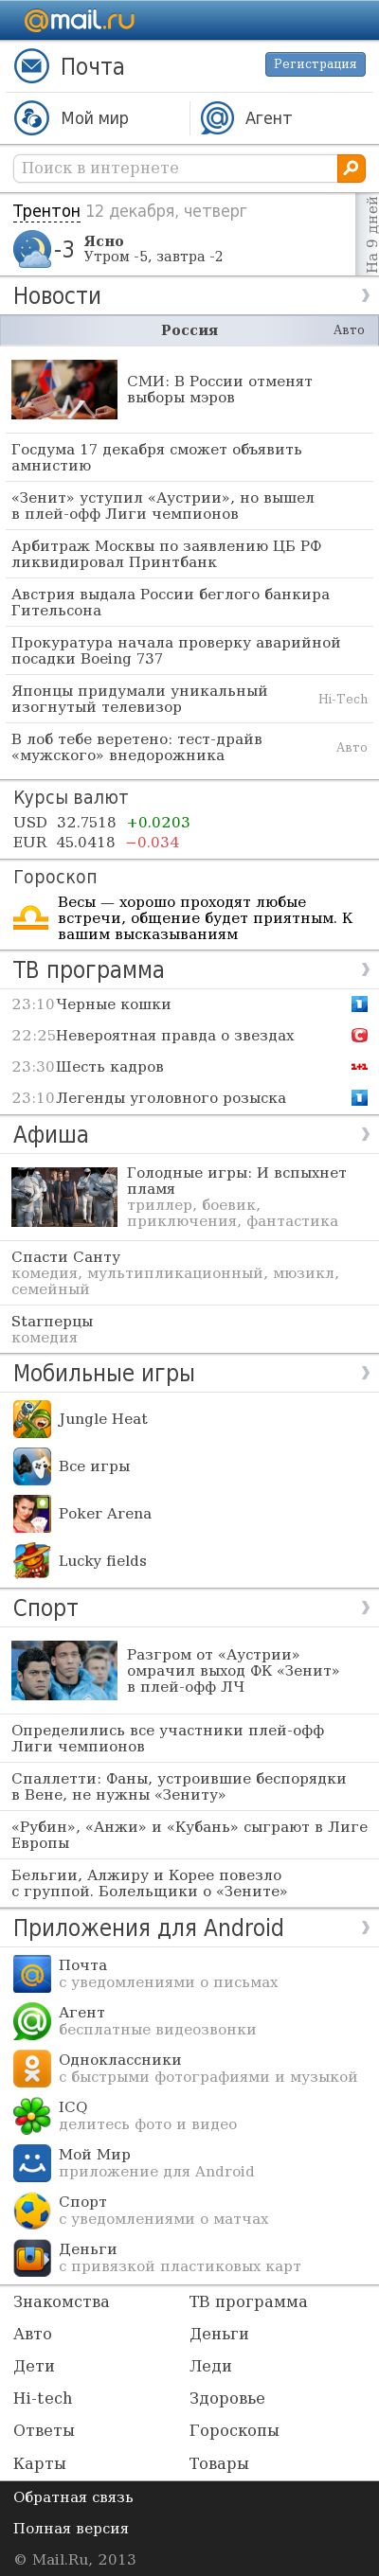 @mail.ru
Почта
Регистрация
Мой мир
Агент
Поиск в интернете
Трентон 12 декабря, четверг
-3
Ясно
Утром -5, завтра -2
На 9 дней
Новости
Россия
Авто
СМИ: В России отменят
выборы мэров
Госдума 17 декабря сможет объявить
амнистию
«Зенит» уступил «Аустрии», но вышел
в плей-офф Лиги чемпионов
Арбитраж Москвы по заявлению ЦБ РФ
ликвидировал Принтбанк
Австрия выдала России беглого банкира
Гительсона
Прокуратура начала проверку аварийной
посадки Boeing 737
Японцы придумали уникальный
изогнутый телевизор
Hi-Tech
В лоб тебе веретено: тест-драйв
«мужского» внедорожника
Авто
Курсы валют
USD 32.7518 +0.0203
EUR 45.0418 −0.034
Гороскоп
Весы — хорошо проходят любые
встречи, общение будет приятным. К
вашим высказываниям
ТВ программа
23:10 Черные кошки
22:25 Невероятная правда о звездах
23:30 Шесть кадров
1+1
23:10 Легенды уголовного розыска
Афиша
Голодные игры: И вспыхнет
пламя
триллер, боевик,
приключения, фантастика
Спасти Санту
комедия, мультипликационный, мюзикл,
семейный
Starперцы
комедия
Мобильные игры
Jungle Heat
Все игры
Poker Arena
Lucky fields
Спорт
Разгром от «Аустрии»
омрачил выход ФК «Зенит»
в плей-офф ЛЧ
Определились все участники плей-офф
Лиги чемпионов
Спаллетти: Фаны, устроившие беспорядки
в Вене, не нужны «Зениту»
«Рубин», «Анжи» и «Кубань» сыграют в Лиге
Европы
Бельгии, Алжиру и Корее повезло
с группой. Болельщики о «Зените»
Приложения для Android
Почта
с уведомлениями о письмах
Агент
бесплатные видеозвонки
Одноклассники
с быстрыми фотографиями и музыкой
ICQ
делитесь фото и видео
Мой Мир
приложение для Android
Спорт
с уведомлениями о матчах
Деньги
с привязкой пластиковых карт
Знакомства
ТВ программа
Авто
Деньги
Дети
Леди
Hi-tech
Здоровье
Ответы
Гороскопы
Карты
Товары
Обратная связь
Полная версия
© Mail.Ru, 2013